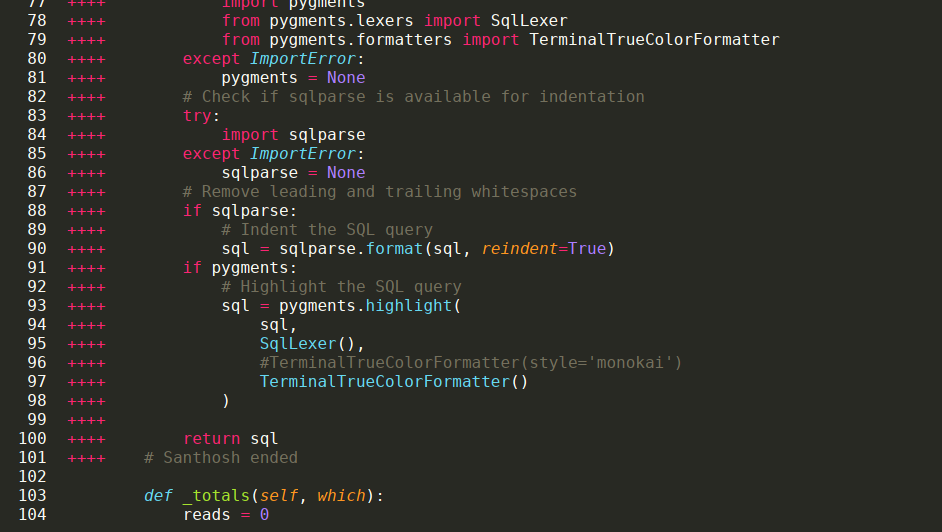 77 ++++ import pygments
78 ++++ from pygments.lexers import SqlLexer
79 ++++ from pygments.formatters import TerminalTrueColorFormatter
80 ++++ except ImportError:
81 ++++ pygments = None
82 ++++ # Check if sqlparse is available for indentation
83 ++++ try:
84 ++++ import sqlparse
85 ++++ except ImportError:
86 ++++ sqlparse = None
87 ++++ # Remove leading and trailing whitespaces
88 ++++ if sqlparse:
89 ++++ # Indent the SQL query
90 ++++ sql = sqlparse.format(sql, reindent=True)
91 ++++ if pygments:
92 ++++ # Highlight the SQL query
93 ++++ sql = pygments.highlight(
94 ++++ sql,
95 ++++ SqlLexer(),
96 ++++ #TerminalTrueColorFormatter(style='monokai')
97 ++++ TerminalTrueColorFormatter()
98 ++++ )
99 ++++
100 ++++ return sql
101 ++++ # Santhosh ended
102
103 def _totals(self, which):
104 reads = 0